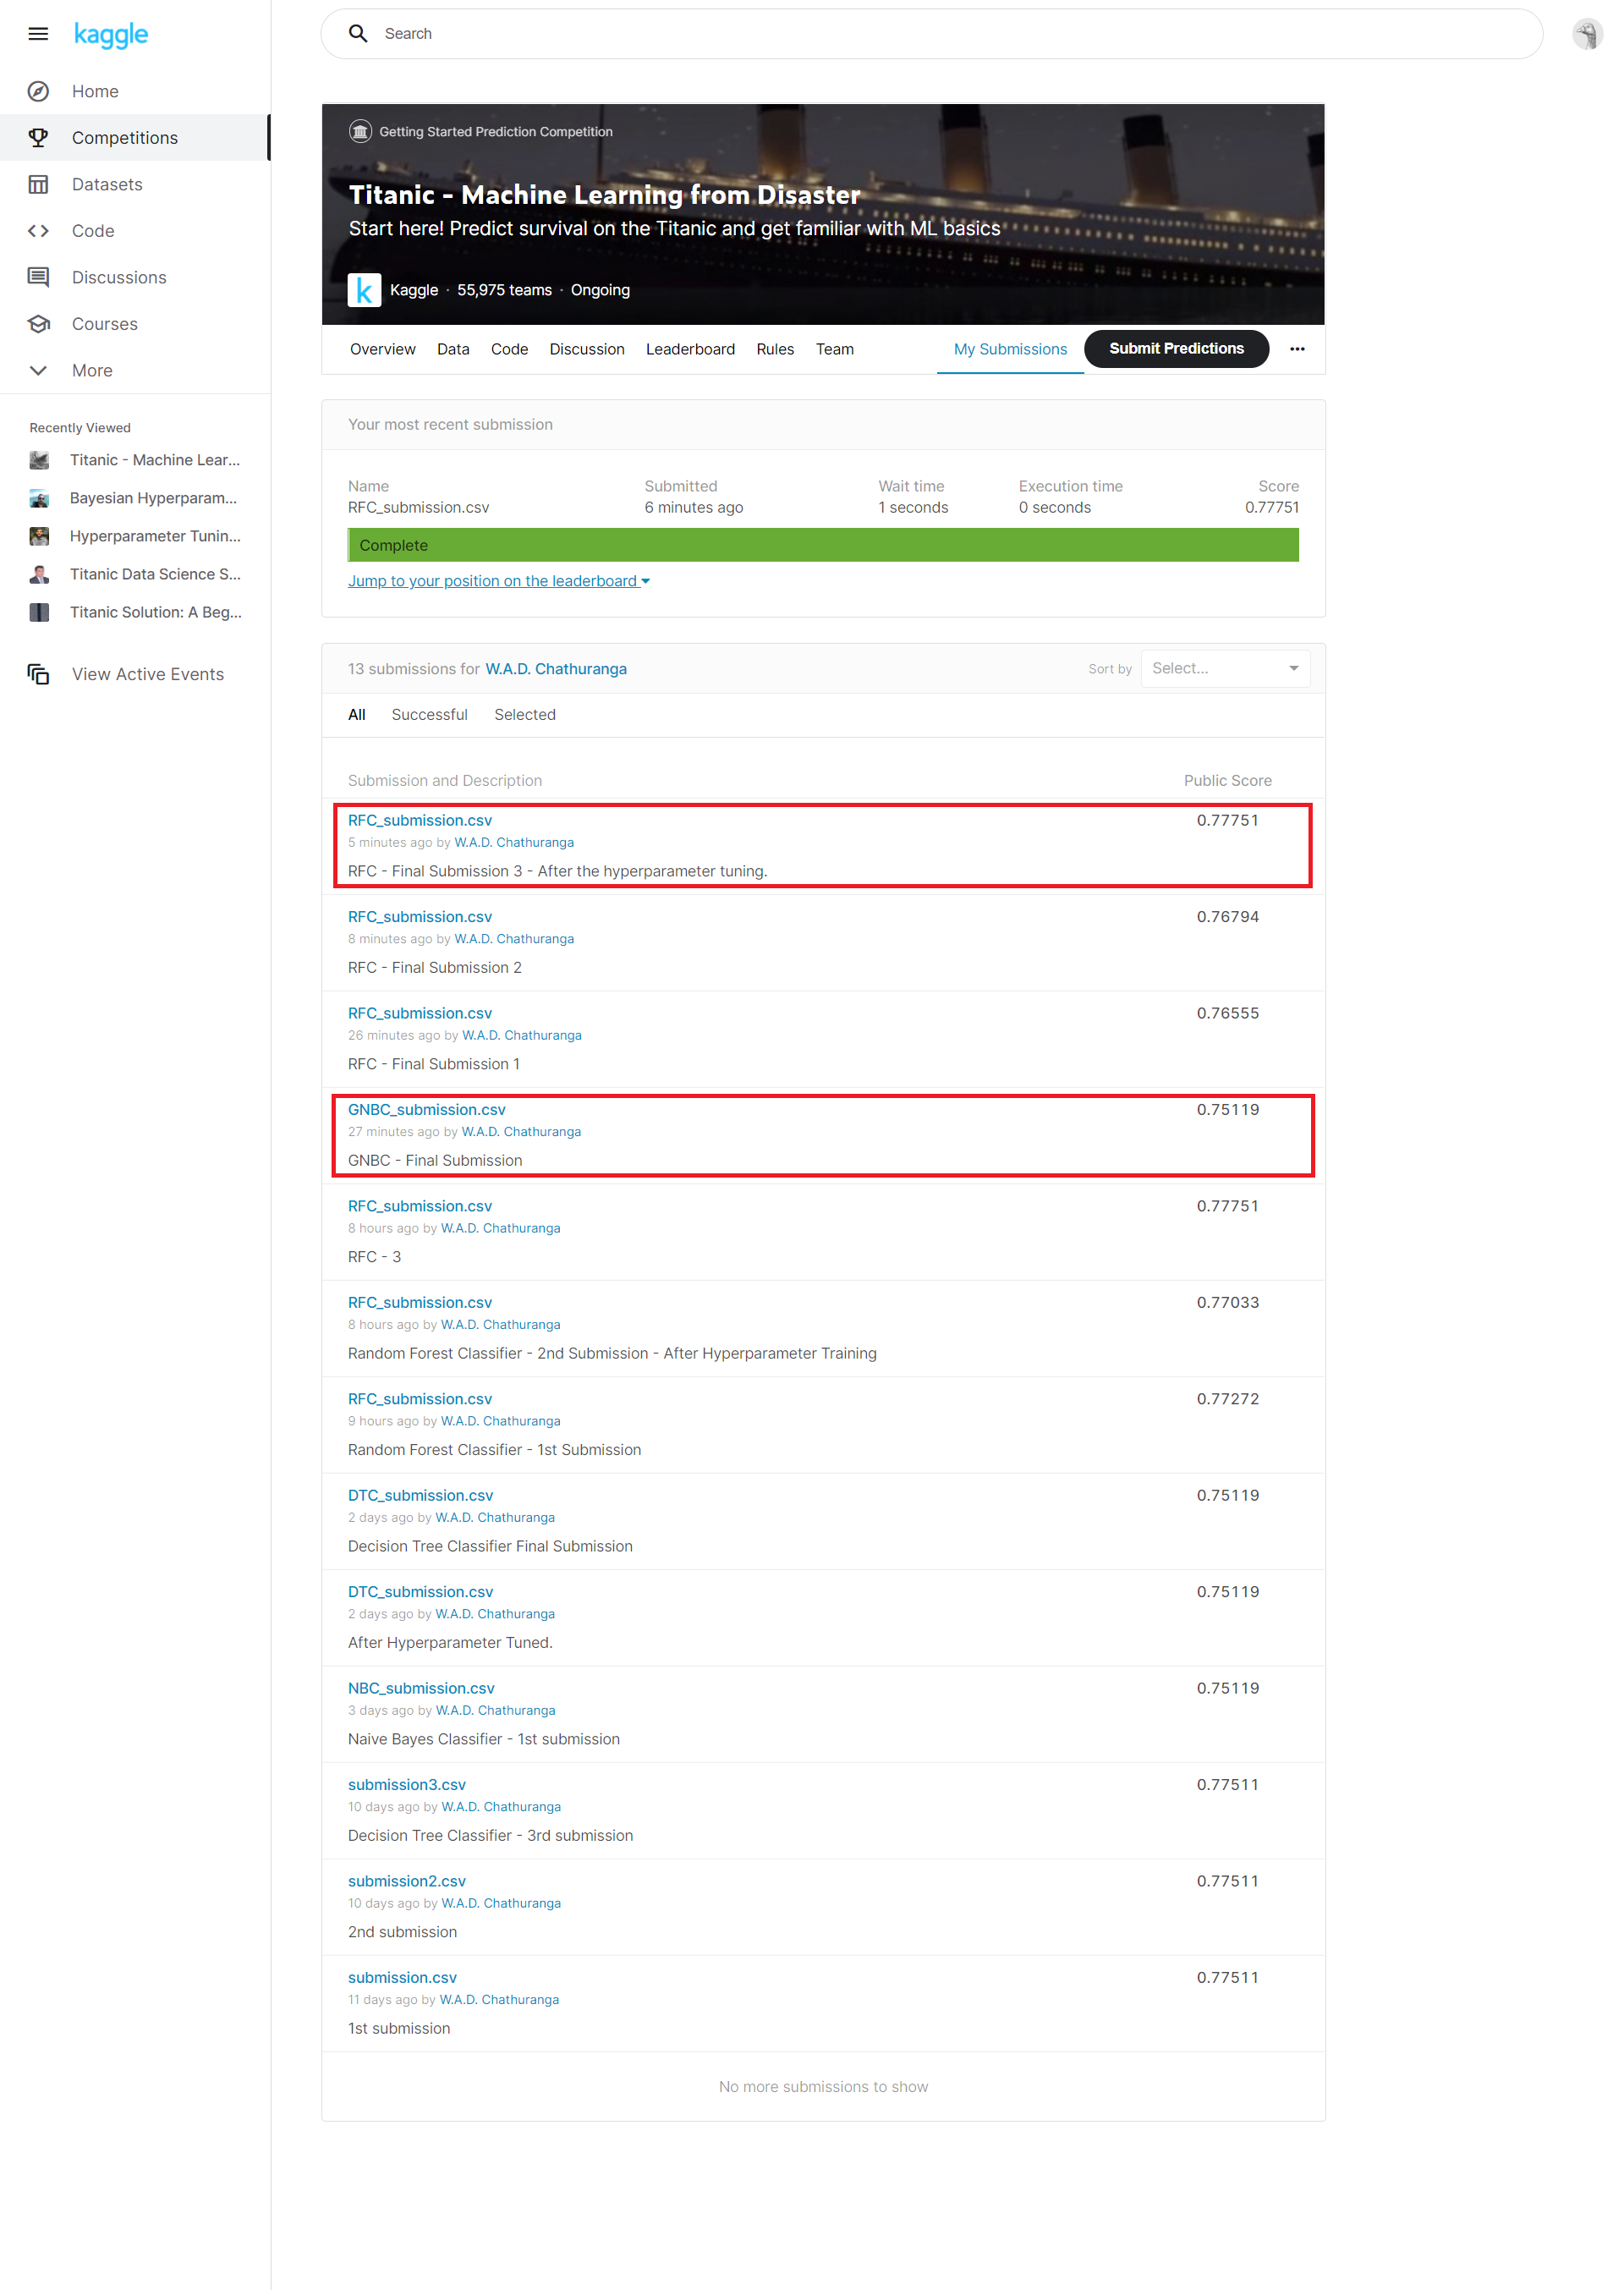 kaggle
Search
Home
Competitions
Datasets
Code
Discussions
Courses
More
Recently Viewed
Titanic - Machine Lear...
Bayesian Hyperparam...
Hyperparameter Tunin...
Titanic Data Science S...
Titanic Solution: A Beg...
View Active Events
Getting Started Prediction Competition
Titanic - Machine Learning from Disaster
Start here! Predict survival on the Titanic and get familiar with ML basics
k Kaggle · 55,975 teams · Ongoing
Overview Data Code Discussion Leaderboard Rules Team My Submissions Submit Predictions ...
Your most recent submission
Name Submitted Wait time Execution time Score
RFC_submission.csv 6 minutes ago 1 seconds 0 seconds 0.77751
Complete
Jump to your position on the leaderboard
13 submissions for W.A.D. Chathuranga Sort by Select...
All Successful Selected
Submission and Description Public Score
RFC_submission.csv 0.77751
5 minutes ago by W.A.D. Chathuranga
RFC - Final Submission 3 - After the hyperparameter tuning.
RFC_submission.csv 0.76794
8 minutes ago by W.A.D. Chathuranga
RFC - Final Submission 2
RFC_submission.csv 0.76555
26 minutes ago by W.A.D. Chathuranga
RFC - Final Submission 1
GNBC_submission.csv 0.75119
27 minutes ago by W.A.D. Chathuranga
GNBC - Final Submission
RFC_submission.csv 0.77751
8 hours ago by W.A.D. Chathuranga
RFC - 3
RFC_submission.csv 0.77033
8 hours ago by W.A.D. Chathuranga
Random Forest Classifier - 2nd Submission - After Hyperparameter Training
RFC_submission.csv 0.77272
9 hours ago by W.A.D. Chathuranga
Random Forest Classifier - 1st Submission
DTC_submission.csv 0.75119
2 days ago by W.A.D. Chathuranga
Decision Tree Classifier Final Submission
DTC_submission.csv 0.75119
2 days ago by W.A.D. Chathuranga
After Hyperparameter Tuned.
NBC_submission.csv 0.75119
3 days ago by W.A.D. Chathuranga
Naive Bayes Classifier - 1st submission
submission3.csv 0.77511
10 days ago by W.A.D. Chathuranga
Decision Tree Classifier - 3rd submission
submission2.csv 0.77511
10 days ago by W.A.D. Chathuranga
2nd submission
submission.csv 0.77511
11 days ago by W.A.D. Chathuranga
1st submission
No more submissions to show